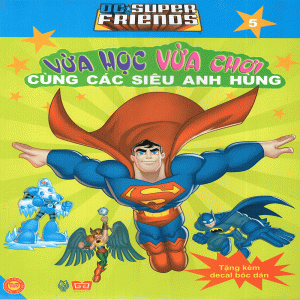 DC SUPER
FRIENDS
5
VỪA HỌC VỪA CHƠI
CÙNG CÁC SIÊU ANH HÙNG
Tặng kèm
decal bóc dán